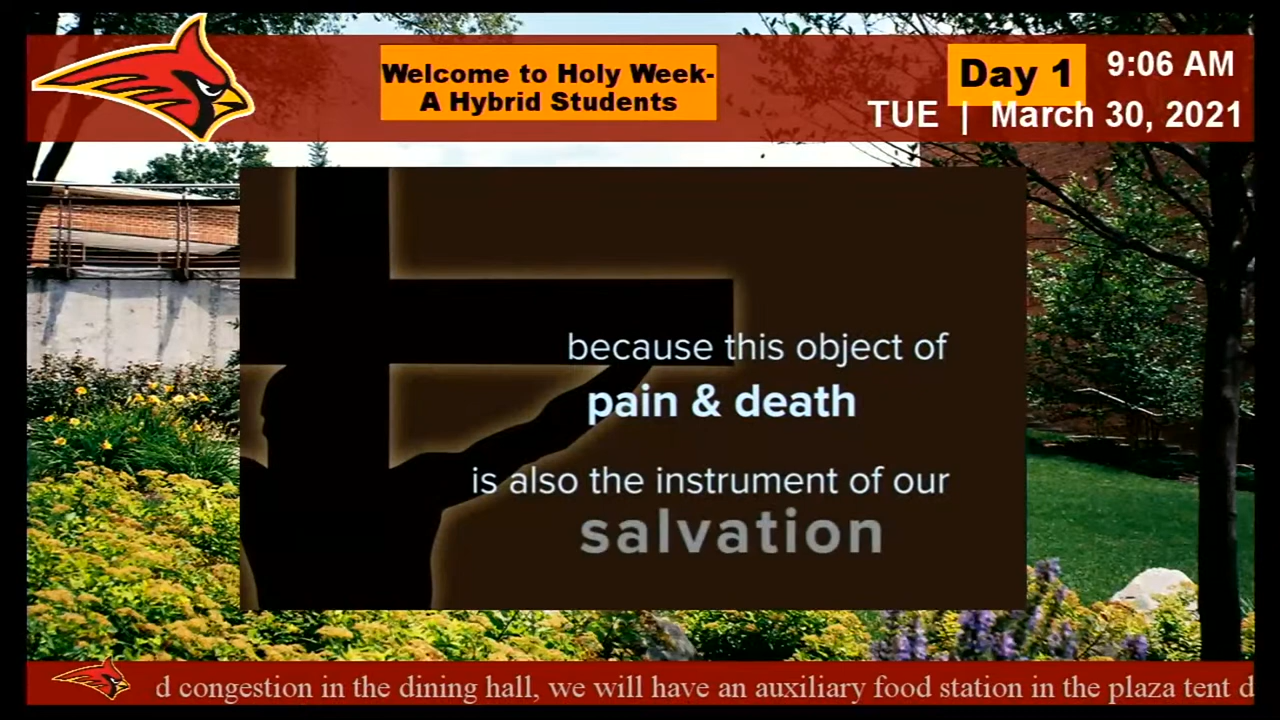 Welcome to Holy Week-
A Hybrid Students
Day 1
9:06 AM
TUE | March 30, 2021
because this object of
pain & death
is also the instrument of our
salvation
d congestion in the dining hall, we will have an auxiliary food station in the plaza tent d